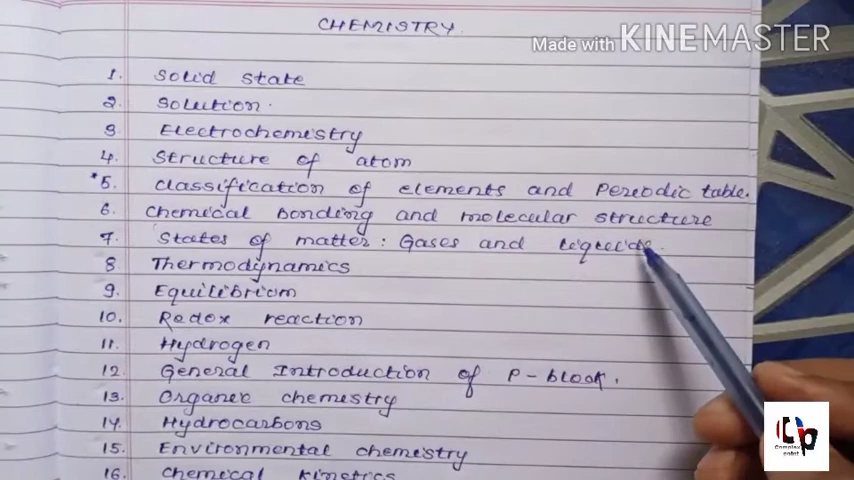 CHEMISTRY.
Made with KINEMASTER
1. Solid state
2. Solution.
3. Electrochemistry
4. Structure of atom
*5. Classification of elements and Periodic table.
6. Chemical bonding and molecular structure
7. States of matter: Gases and liquids.
8 Thermodynamics
9. Equilibriom
10. Redox reaction
11. Hydrogen
12. General Introduction of P-block.
13. Organic chemistry
14. Hydrocarbons
15. Environmental chemistry
16. Chemical kinetics
Complex
point